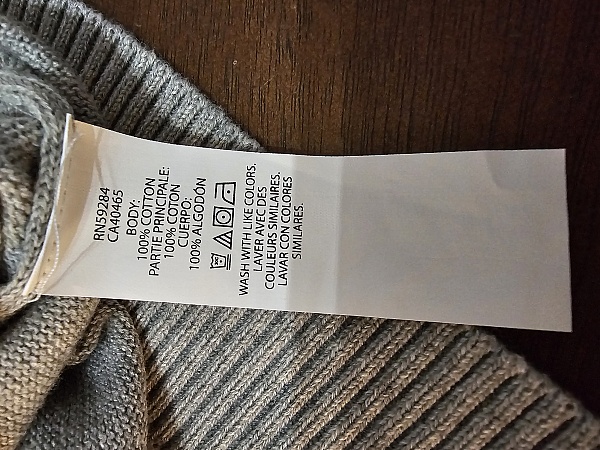 RN59284
CA40465
BODY:
100% COTTON
PARTIE PRINCIPALE:
100% COTON
CUERPO:
100% ALGODÓN
WASH WITH LIKE COLORS.
LAVER AVEC DES
COULEURS SIMILAIRES.
LAVAR CON COLORES
SIMILARES.